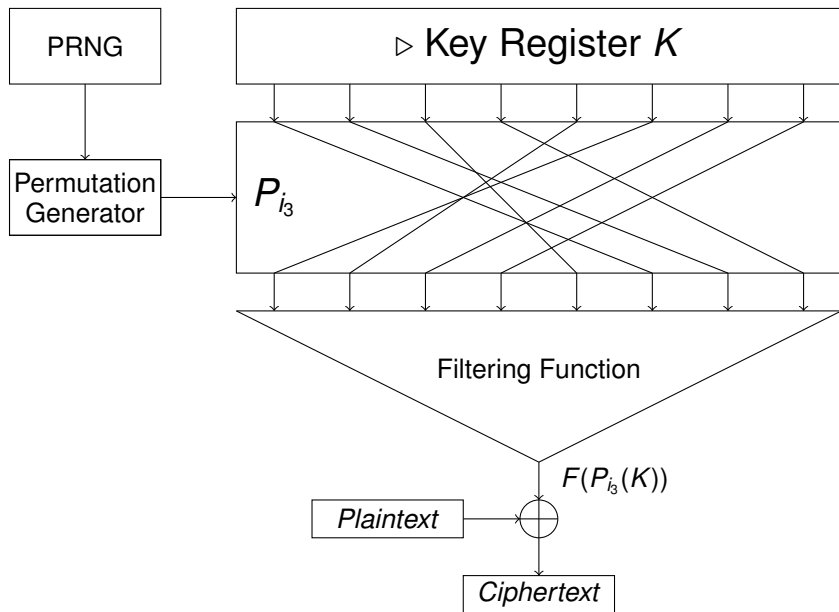 PRNG
▷ Key Register K
Permutation
Generator
P_{i_3}
Filtering Function
F(P_{i_3}(K))
Plaintext
Ciphertext